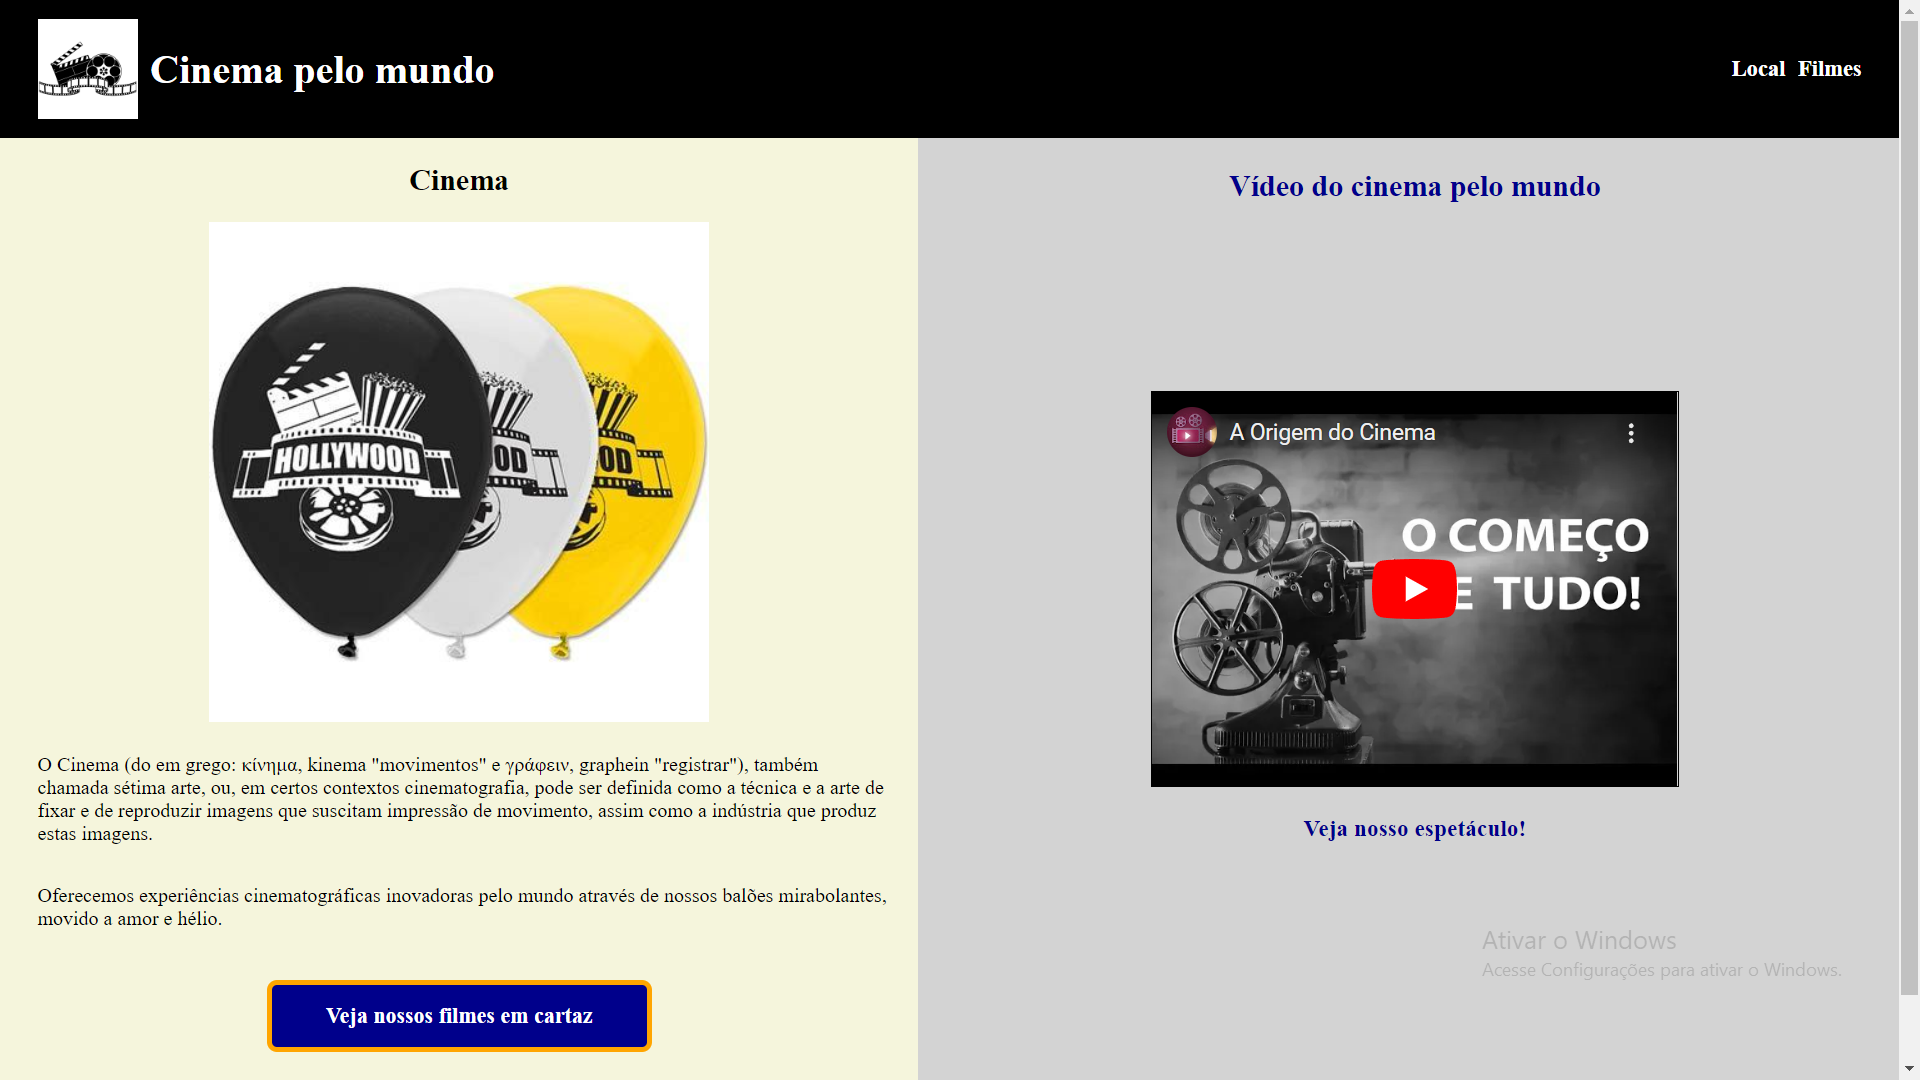 Cinema pelo mundo
Local Filmes
Cinema
HOLLYWOOD
OD
OD
O Cinema (do em grego: κίνημα, kinema "movimentos" e γράφειν, graphein "registrar"), também
chamada sétima arte, ou, em certos contextos cinematografia, pode ser definida como a técnica e a arte de
fixar e de reproduzir imagens que suscitam impressão de movimento, assim como a indústria que produz
estas imagens.
Oferecemos experiências cinematográficas inovadoras pelo mundo através de nossos balões mirabolantes,
movido a amor e hélio.
Veja nossos filmes em cartaz
Vídeo do cinema pelo mundo
A Origem do Cinema
O COMEÇO
E TUDO!
Veja nosso espetáculo!
Ativar o Windows
Acesse Configurações para ativar o Windows.